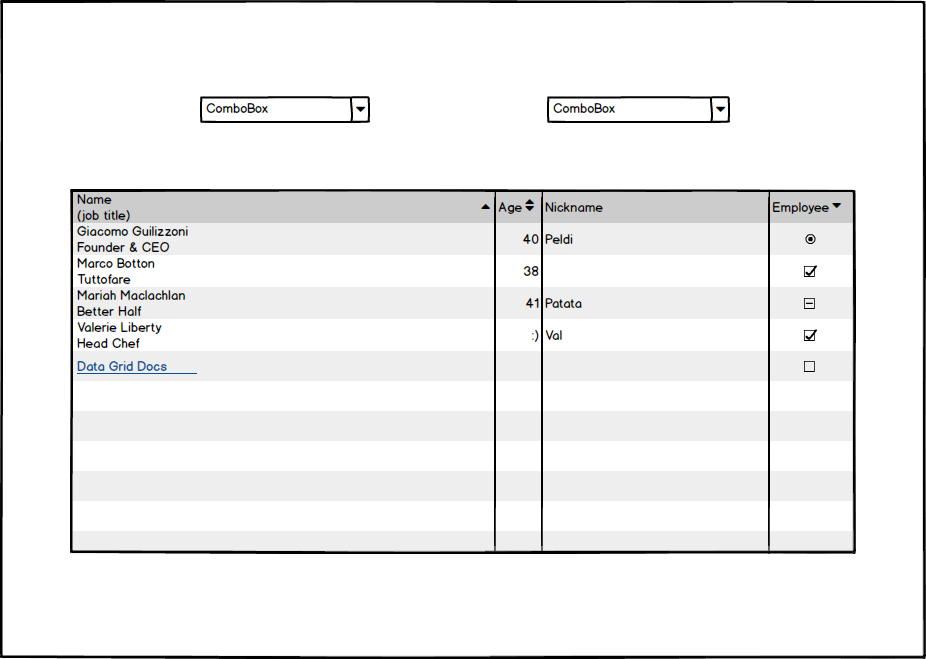 ComboBox
ComboBox
Name
(job title)
Age
Nickname
Employee
Giacomo Guilizzoni
Founder & CEO
40
Peldi
Marco Botton
Tuttofare
38
Mariah Maclachlan
Better Half
41
Patata
Valerie Liberty
Head Chef
:)
Val
Data Grid Docs